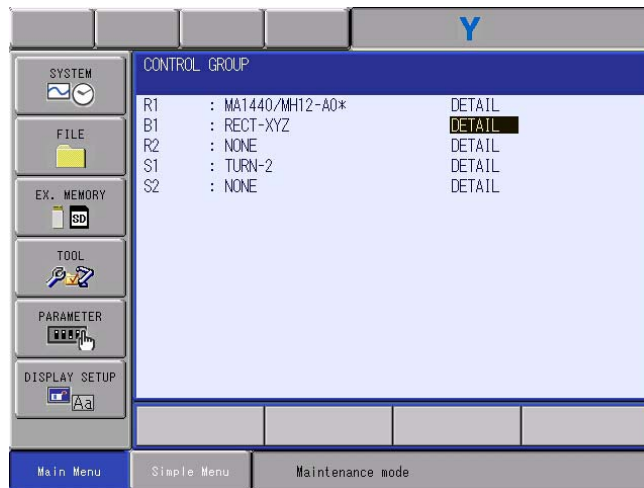 Y
SYSTEM
FILE
EX. MEMORY
SD
TOOL
PARAMETER
DISPLAY SETUP
Aa
CONTROL GROUP
R1 : MA1440/MH12-A0* DETAIL
B1 : RECT-XYZ DETAIL
R2 : NONE DETAIL
S1 : TURN-2 DETAIL
S2 : NONE DETAIL
Main Menu
Simple Menu
Maintenance mode